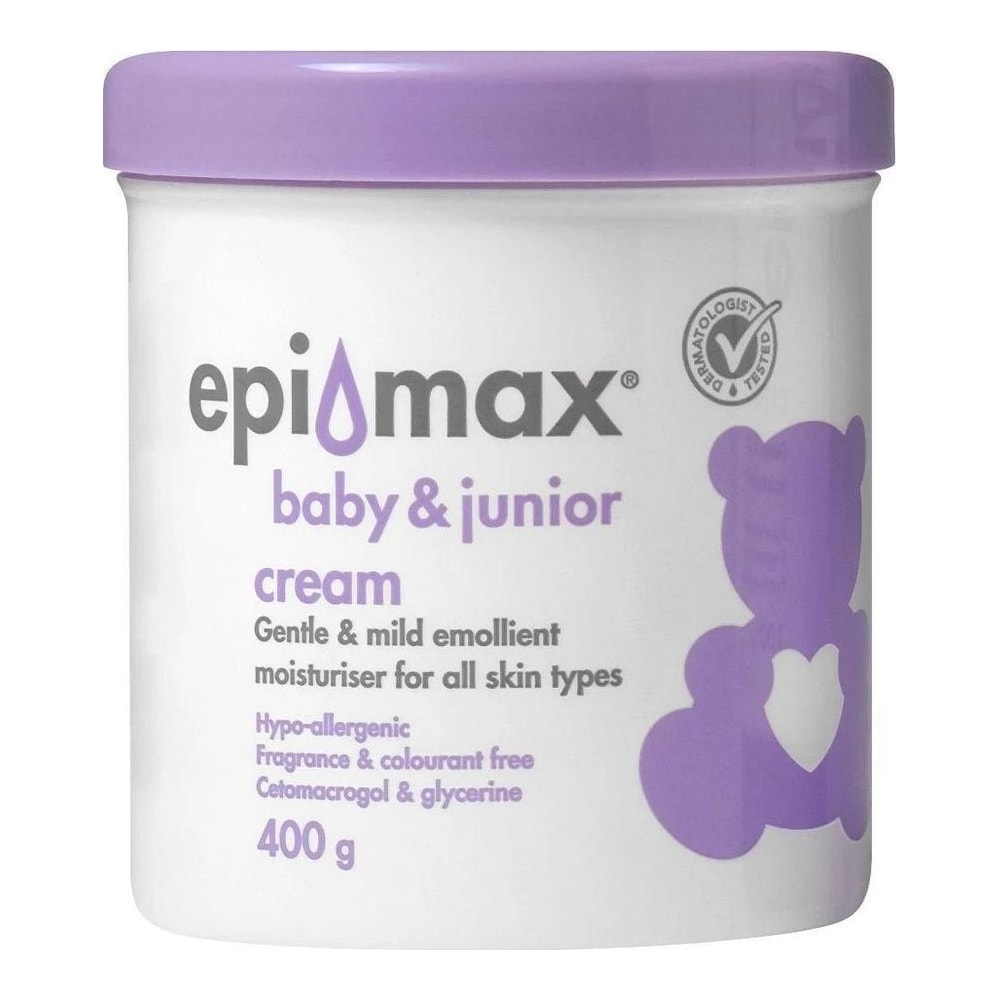 DERMATOLOGIST TESTED
epimax®
baby & junior
cream
Gentle & mild emollient
moisturiser for all skin types
Hypo-allergenic
Fragrance & colourant free
Cetomacrogol & glycerine
400 g